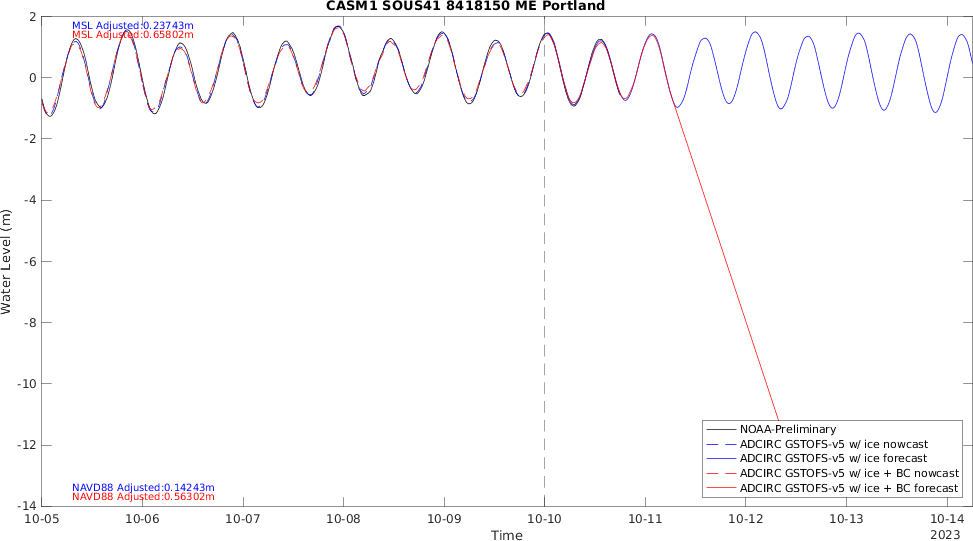 CASM1 SOUS41 8418150 ME Portland
MSL Adjusted:0.23743m
MSL Adjusted:0.65802m
2
0
-2
-4
-6
-8
-10
-12
-14
Water Level (m)
NOAA-Preliminary
ADCIRC GSTOFS-v5 w/ ice nowcast
ADCIRC GSTOFS-v5 w/ ice forecast
ADCIRC GSTOFS-v5 w/ ice + BC nowcast
ADCIRC GSTOFS-v5 w/ ice + BC forecast
NAVD88 Adjusted:0.14243m
NAVD88 Adjusted:0.56302m
10-05 10-06 10-07 10-08 10-09 10-10 10-11 10-12 10-13 10-14
Time
2023